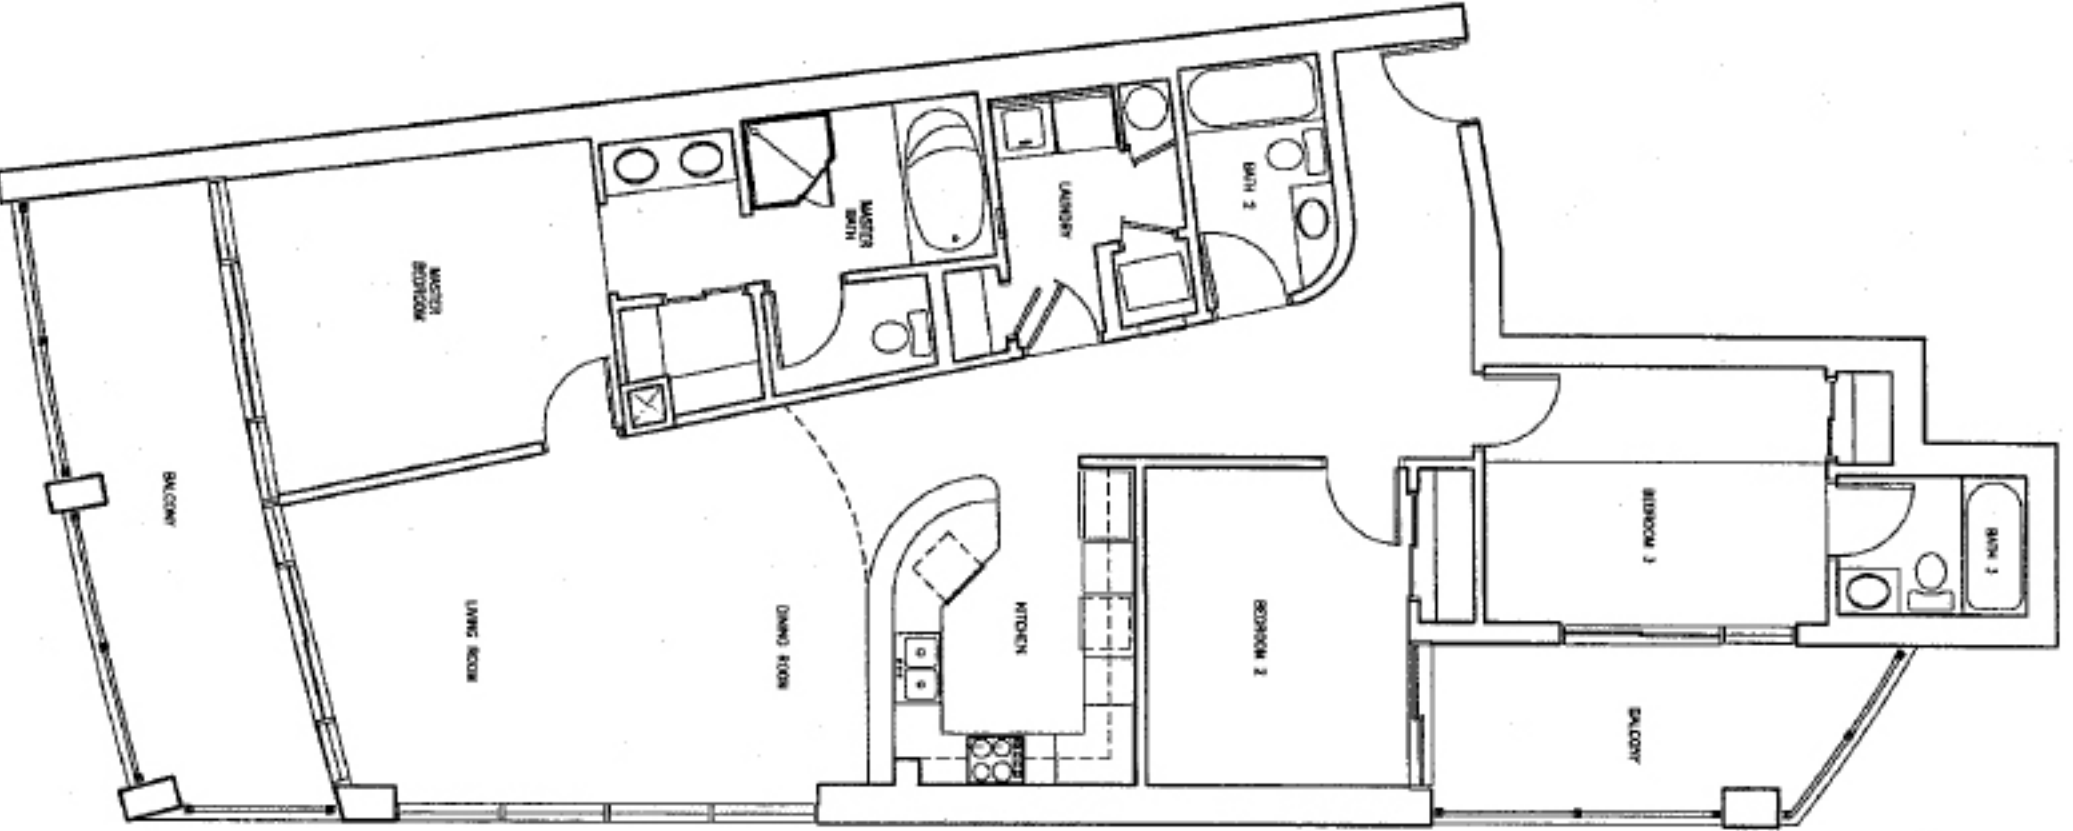 MASTER
BEDROOM
MASTER
BATH
LAUNDRY
BATH 2
BALCONY
LIVING ROOM
DINING ROOM
KITCHEN
BEDROOM 2
BEDROOM 3
BATH 3
BALCONY